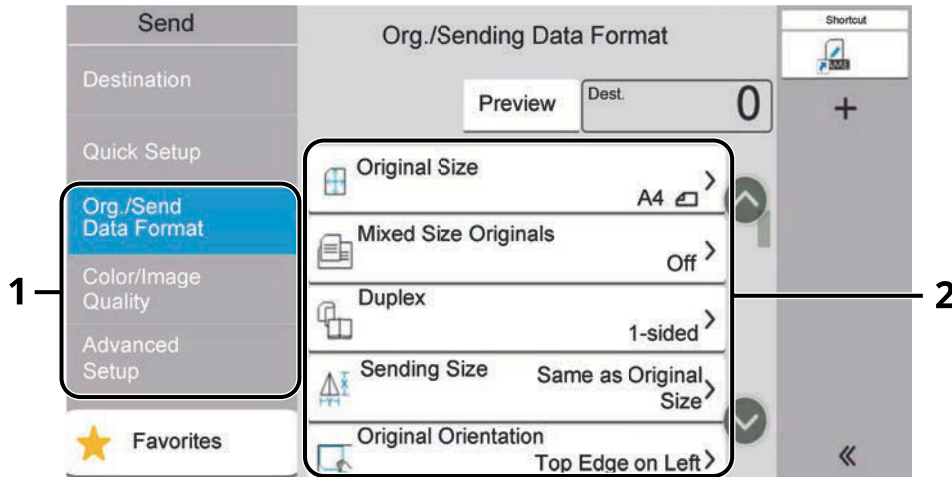 Send
Destination
Quick Setup
Org./Send
Data Format
Color/Image
Quality
Advanced
Setup
Favorites
Org./Sending Data Format
Preview
Dest.
0
Original Size
A4
Mixed Size Originals
Off
Duplex
1-sided
Sending Size
Same as Original
Size
Original Orientation
Top Edge on Left
1
Shortcut
+
1
2